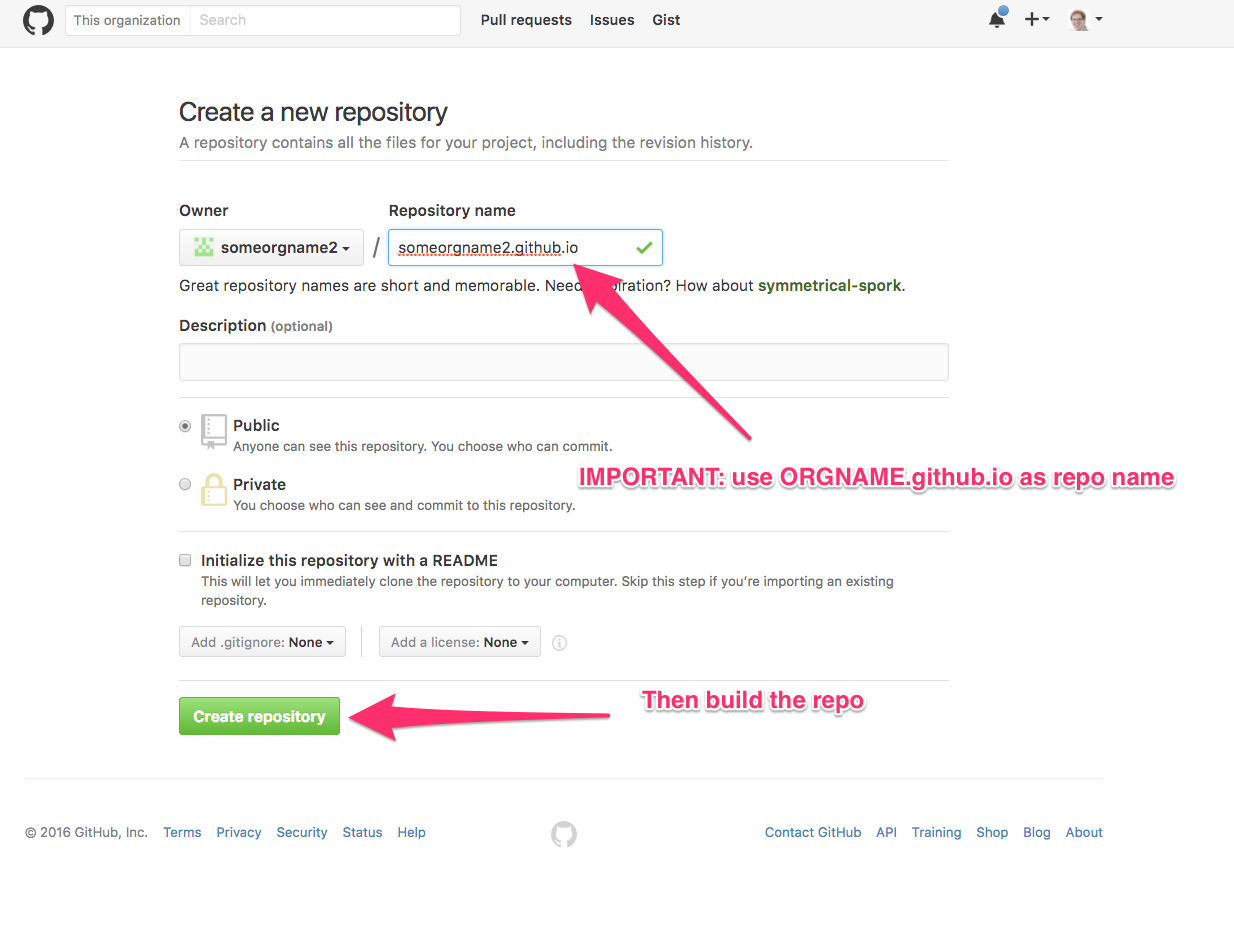 This organization Search Pull requests Issues Gist
Create a new repository
A repository contains all the files for your project, including the revision history.
Owner Repository name
someorgname2 / someorgname2.github.io
Great repository names are short and memorable. Need iration? How about symmetrical-spork.
Description (optional)
Public
Anyone can see this repository. You choose who can commit.
IMPORTANT: use ORGNAME.github.io as repo name
Private
You choose who can see and commit to this repository.
Initialize this repository with a README
This will let you immediately clone the repository to your computer. Skip this step if you’re importing an existing
repository.
Add .gitignore: None Add a license: None
Then build the repo
Create repository
© 2016 GitHub, Inc. Terms Privacy Security Status Help Contact GitHub API Training Shop Blog About